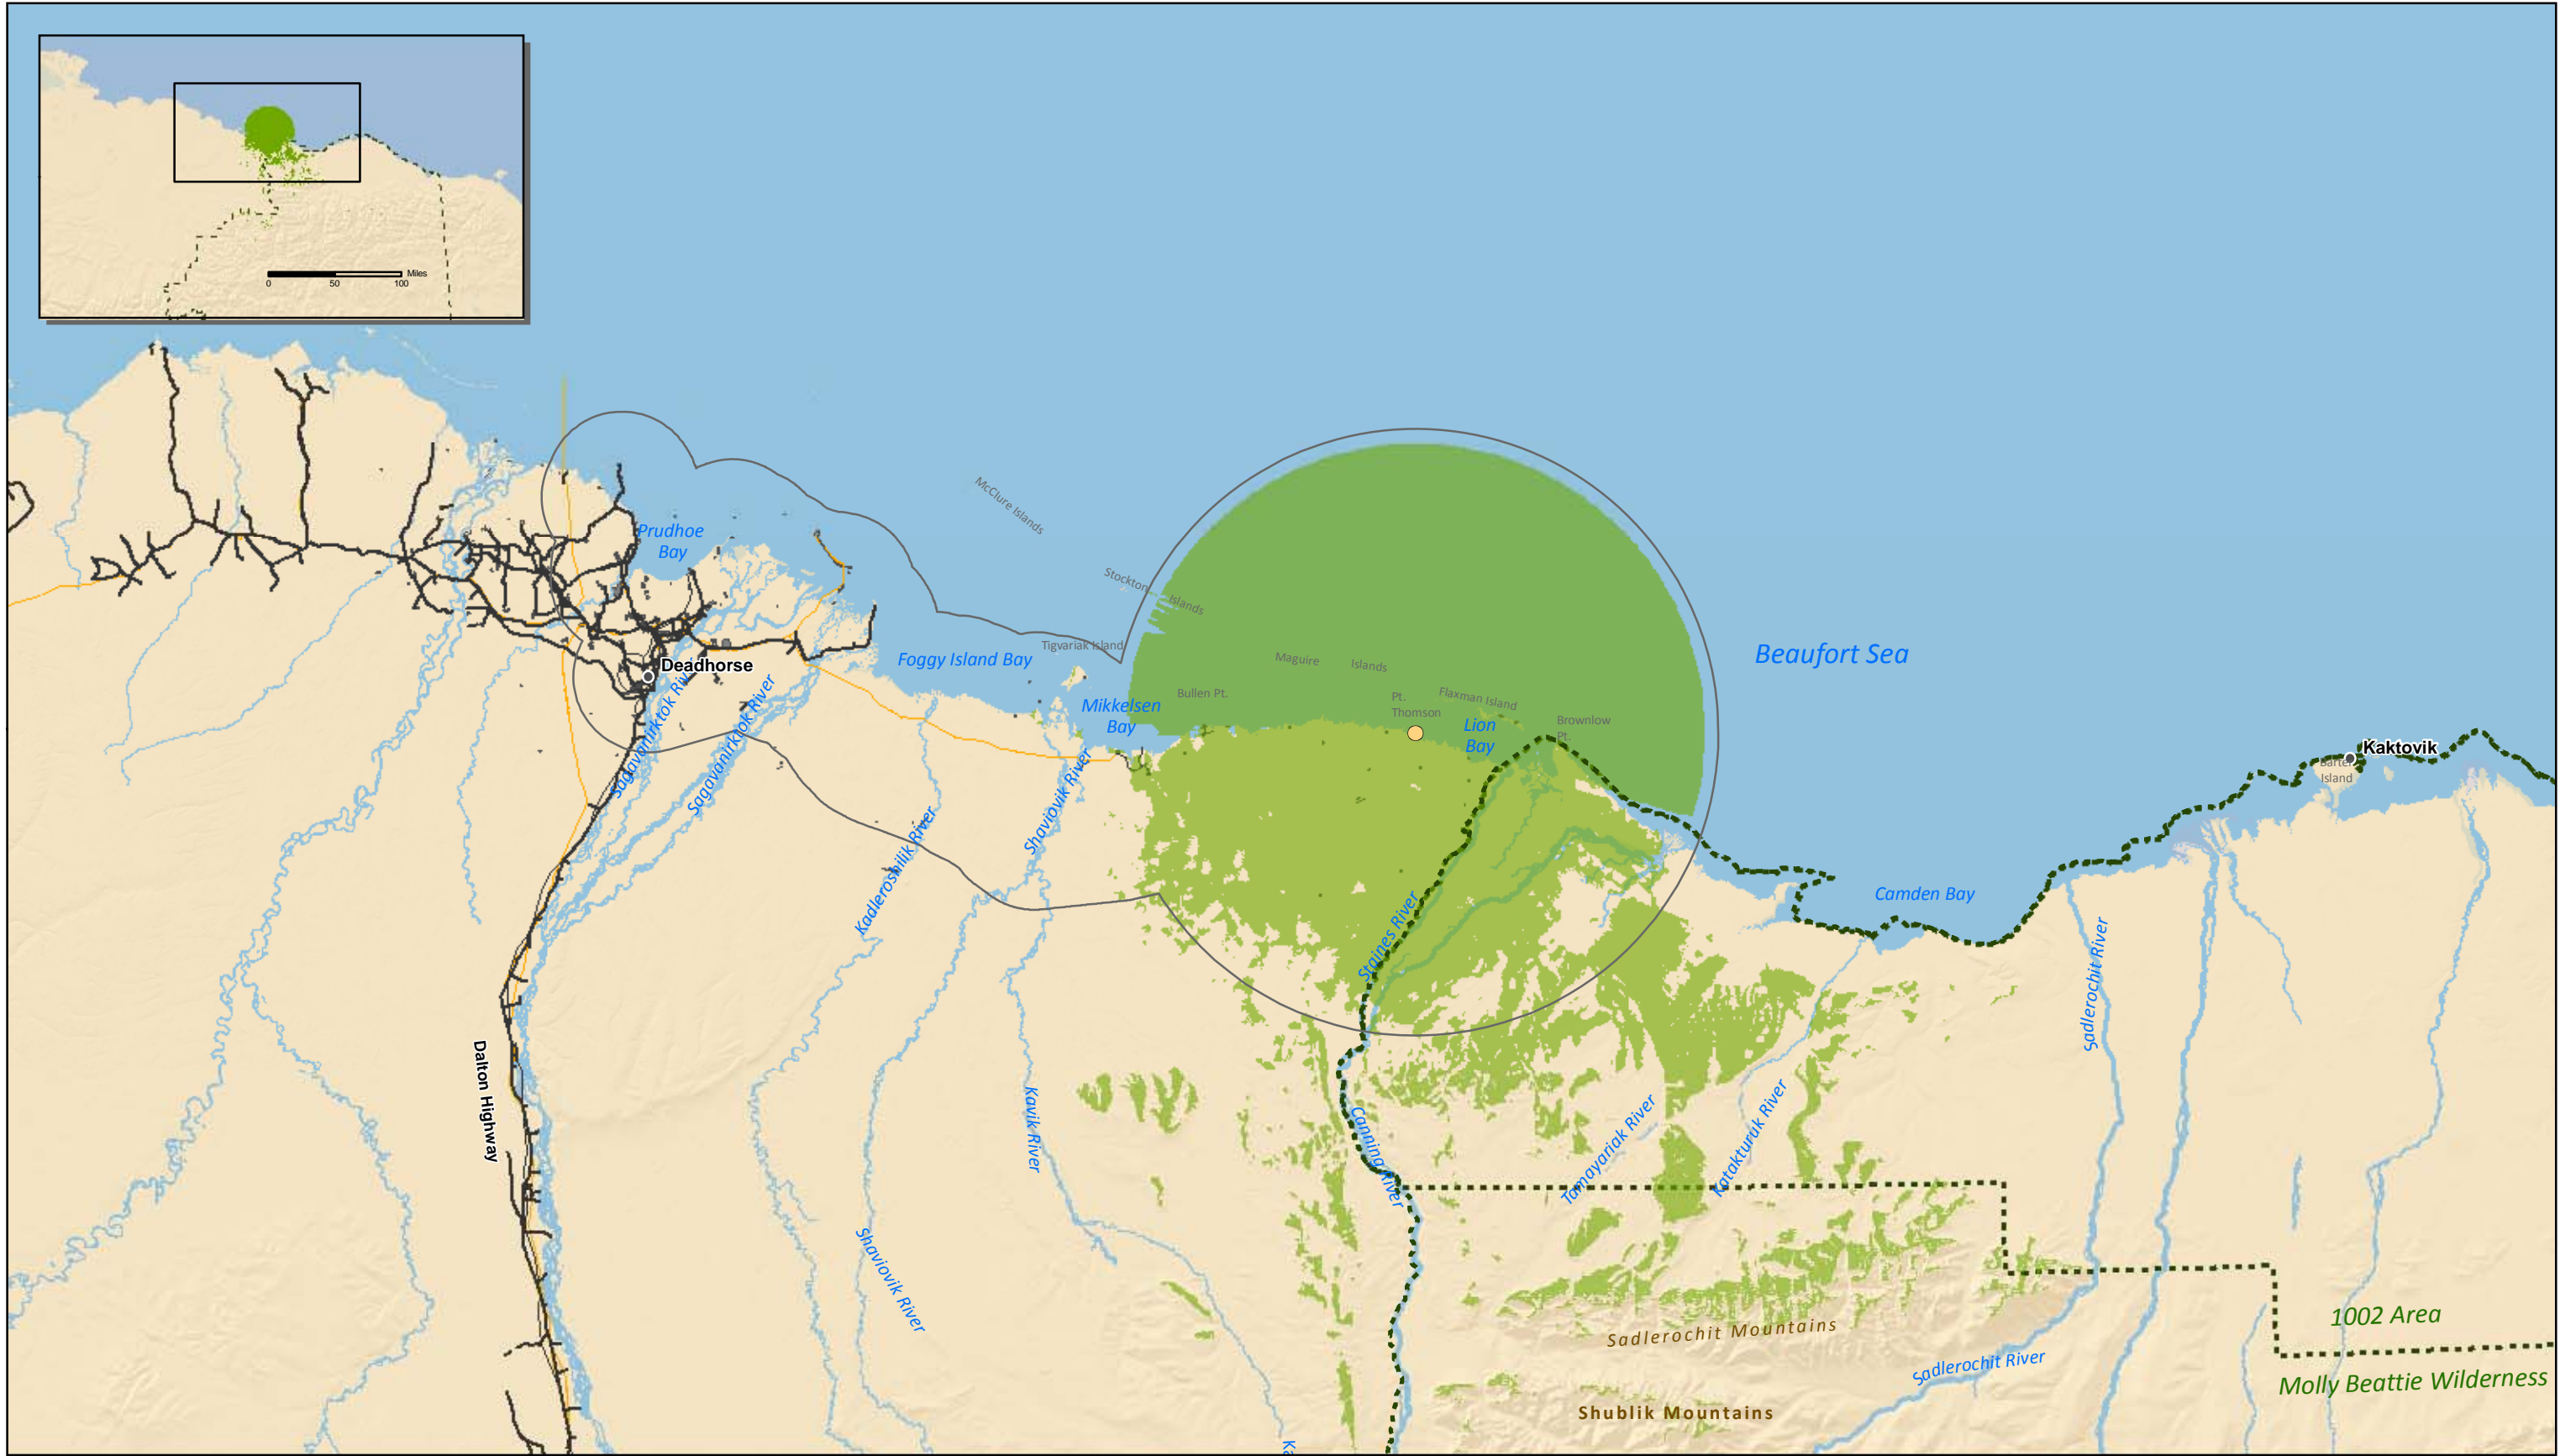 Miles
0 50 100
McClure Islands
Prudhoe
Bay
Stockton
Islands
Tigvariak Island
Deadhorse
Foggy Island Bay
Maguire Islands
Beaufort Sea
Bullen Pt.
Mikkelsen
Bay
Pt.
Thomson
Flaxman Island
Lion
Bay
Brownlow
Pt.
Kaktovik
Barter
Island
Sagavanirktok Riv
Sagavanirktok River
Shaviovik River
Kadleroshilik River
Staines River
Camden Bay
Sadlerochit River
Dalton Highway
Kavik River
Canning River
Tamayariak River
Katakturuk River
Shaviovik River
Sadlerochit Mountains
1002 Area
Sadlerochit River
Molly Beattie Wilderness
Shublik Mountains
Ka